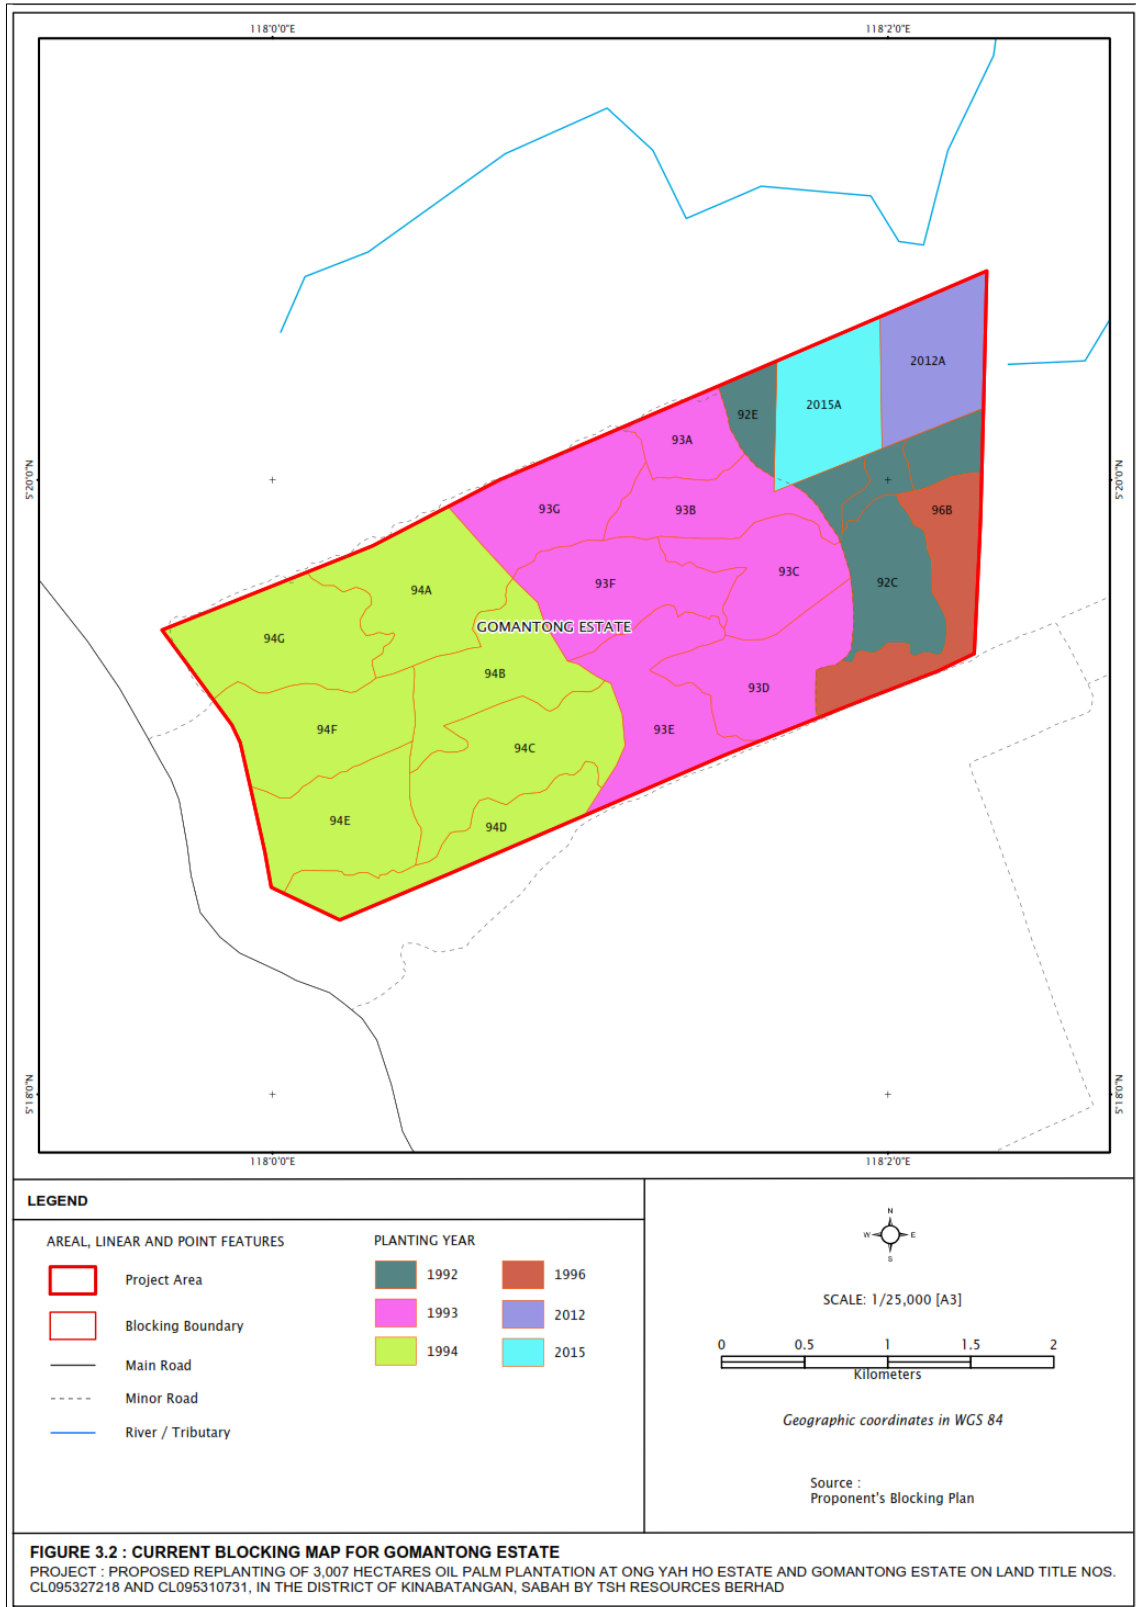 118°0'0"E
118°2'0"E
2012A
2015A
92E
93A
5°20'0"N
5°20'0"N
93G
93B
96B
93C
93F
92C
94A
GOMANTONG ESTATE
94G
94B
93D
94F
93E
94C
94E
94D
5°18'0"N
5°18'0"N
118°0'0"E
118°2'0"E
LEGEND
AREAL, LINEAR AND POINT FEATURES
Project Area
Blocking Boundary
Main Road
Minor Road
River / Tributary
PLANTING YEAR
1992
1993
1994
1996
2012
2015
N
W
E
S
SCALE: 1/25,000 [A3]
0 0.5 1 1.5 2
Kilometers
Geographic coordinates in WGS 84
Source :
Proponent's Blocking Plan
FIGURE 3.2 : CURRENT BLOCKING MAP FOR GOMANTONG ESTATE
PROJECT : PROPOSED REPLANTING OF 3,007 HECTARES OIL PALM PLANTATION AT ONG YAH HO ESTATE AND GOMANTONG ESTATE ON LAND TITLE NOS.
CL095327218 AND CL095310731, IN THE DISTRICT OF KINABATANGAN, SABAH BY TSH RESOURCES BERHAD